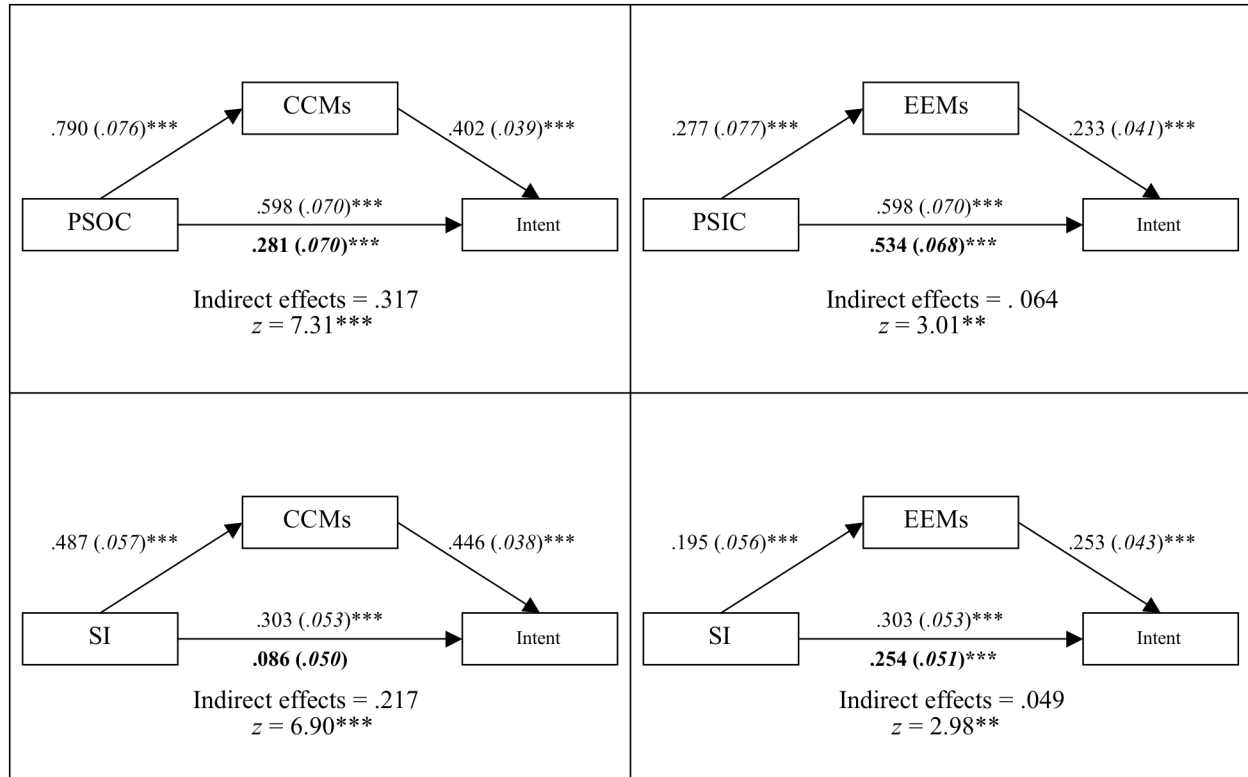 CCMs
.790 (.076)***
.402 (.039)***
PSOC
.598 (.070)***
Intent
.281 (.070)***
Indirect effects = .317
z = 7.31***
EEMs
.277 (.077)***
.233 (.041)***
PSIC
.598 (.070)***
Intent
.534 (.068)***
Indirect effects = . 064
z = 3.01**
CCMs
.487 (.057)***
.446 (.038)***
SI
.303 (.053)***
Intent
.086 (.050)
Indirect effects = .217
z = 6.90***
EEMs
.195 (.056)***
.253 (.043)***
SI
.303 (.053)***
Intent
.254 (.051)***
Indirect effects = .049
z = 2.98**